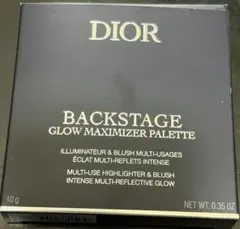 DIOR
BACKSTAGE
GLOW MAXIMIZER PALETTE
ILLUMINATEUR & BLUSH MULTI-USAGES
ÉCLAT MULTI-REFLETS INTENSE
MULTI-USE HIGHLIGHTER & BLUSH
INTENSE MULTI-REFLECTIVE GLOW
10 g
NET WT. 0.35 OZ